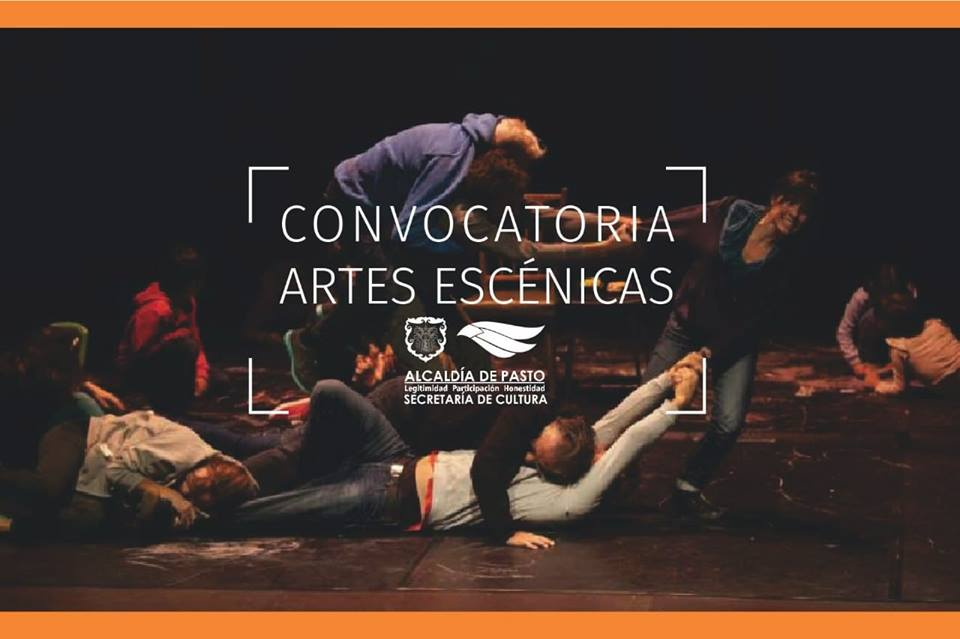 CONVOCATORIA
ARTES ESCÉNICAS
ALCALDÍA DE PASTO
Legitimidad Participación Honestidad
SECRETARÍA DE CULTURA